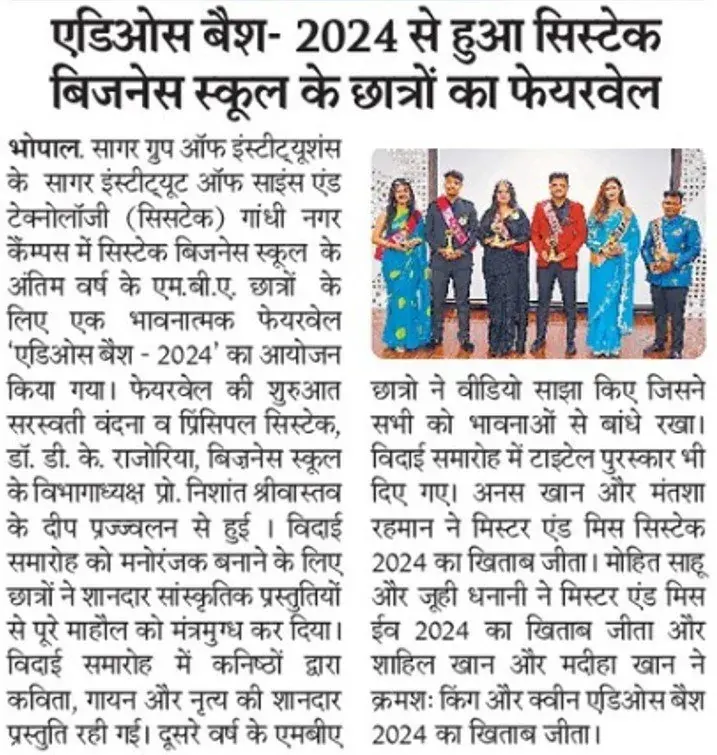 एडिओस बैश- 2024 से हुआ सिस्टेक
बिजनेस स्कूल के छात्रों का फेयरवेल
भोपाल. सागर ग्रुप ऑफ इंस्टीट्यूशंस
के सागर इंस्टीट्यूट ऑफ साइंस एंड
टेक्नोलॉजी (सिसटेक) गांधी नगर
कैंम्पस में सिस्टेक बिजनेस स्कूल के
अंतिम वर्ष के एम.बी.ए. छात्रों के
लिए एक भावनात्मक फेयरवेल
'एडिओस बैश - 2024' का आयोजन
किया गया। फेयरवेल की शुरुआत
सरस्वती वंदना व प्रिंसिपल सिस्टेक,
डॉ. डी. के. राजोरिया, बिज़नेस स्कूल
के विभागाध्यक्ष प्रो. निशांत श्रीवास्तव
के दीप प्रज्ज्वलन से हुई । विदाई
समारोह को मनोरंजक बनाने के लिए
छात्रों ने शानदार सांस्कृतिक प्रस्तुतियों
से पूरे माहौल को मंत्रमुग्ध कर दिया।
विदाई समारोह में कनिष्ठों द्वारा
कविता, गायन और नृत्य की शानदार
प्रस्तुति रही गई। दूसरे वर्ष के एमबीए
छात्रो ने वीडियो साझा किए जिसने
सभी को भावनाओं से बांधे रखा।
विदाई समारोह में टाइटेल पुरस्कार भी
दिए गए। अनस खान और मंतशा
रहमान ने मिस्टर एंड मिस सिस्टेक
2024 का खिताब जीता। मोहित साहू
और जूही धनानी ने मिस्टर एंड मिस
ईव 2024 का खिताब जीता और
शाहिल खान और मदीहा खान ने
क्रमशः किंग और क्वीन एडिओस बैश
2024 का खिताब जीता।